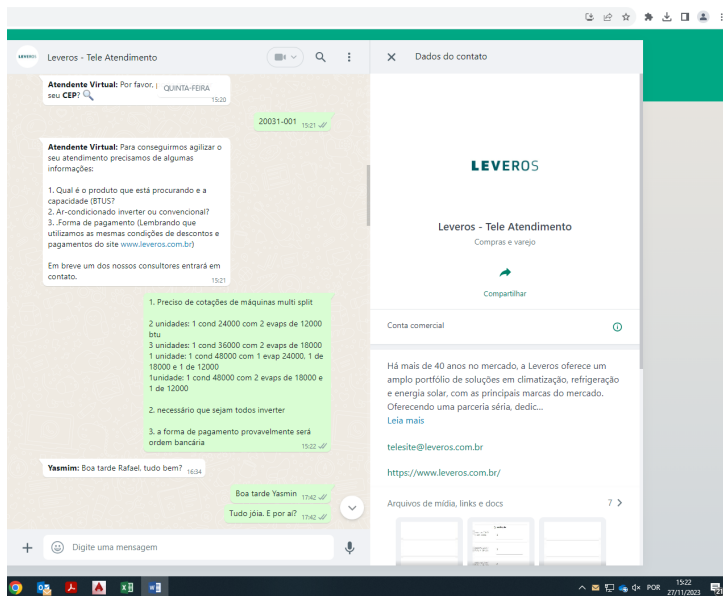 LEVEROS
Leveros - Tele Atendimento
Atendente Virtual: Por favor,
QUINTA-FEIRA
seu CEP?
15:20
20031-001 15:21
Atendente Virtual: Para conseguirmos agilizar o
seu atendimento precisamos de algumas
informações:
1. Qual é o produto que está procurando e a
capacidade (BTUS?
2. Ar-condicionado inverter ou convencional?
3. .Forma de pagamento (Lembrando que
utilizamos as mesmas condições de descontos e
pagamentos do site www.leveros.com.br)
Em breve um dos nossos consultores entrará em
contato.
15:21
1. Preciso de cotações de máquinas multi split
2 unidades: 1 cond 24000 com 2 evaps de 12000
btu
3 unidades: 1 cond 36000 com 2 evaps de 18000
1 unidade: 1 cond 48000 com 1 evap 24000, 1 de
18000 e 1 de 12000
1unidade: 1 cond 48000 com 2 evaps de 18000 e
1 de 12000
2. necessário que sejam todos inverter
3. a forma de pagamento provavelmente será
ordem bancária
15:22
Yasmim: Boa tarde Rafael, tudo bem? 16:34
Boa tarde Yasmin 17:42
Tudo jóia. E por aí? 17:42
Digite uma mensagem
Dados do contato
LEVEROS
Leveros - Tele Atendimento
Compras e varejo
Compartilhar
Conta comercial
Há mais de 40 anos no mercado, a Leveros oferece um
amplo portfólio de soluções em climatização, refrigeração
e energia solar, com as principais marcas do mercado.
Oferecendo uma parceria séria, dedic...
Leia mais
telesite@leveros.com.br
https://www.leveros.com.br/
Arquivos de mídia, links e docs 7
POR
15:22
27/11/2023